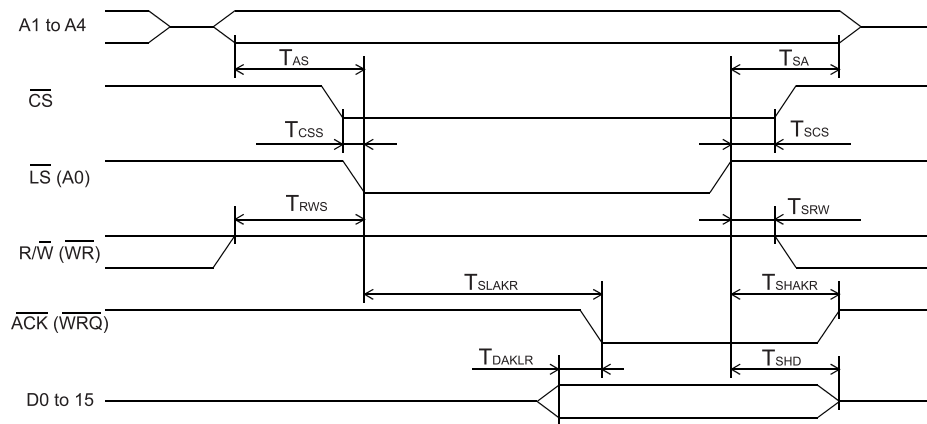 A1 to A4
TAS
TSA
CS
TCSS
TSCS
LS (A0)
TRWS
TSRW
R/W (WR)
TSLAKR
TSHAKR
ACK (WRQ)
TDAKLR
TSHD
D0 to 15